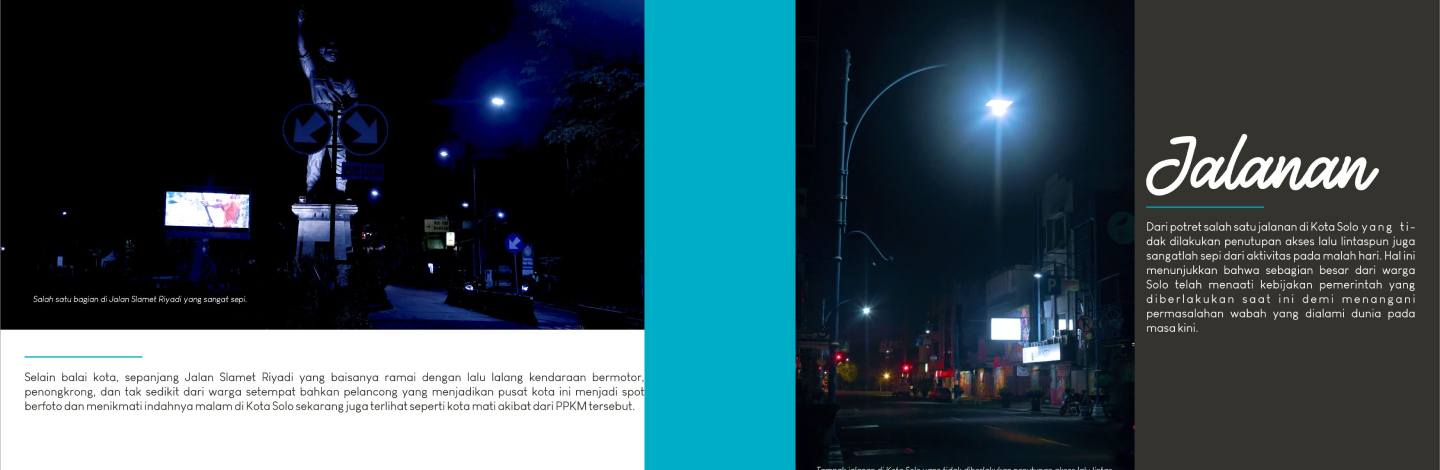 Salah satu bagian di Jalan Slamet Riyadi yang sangat sepi.
Selain balai kota, sepanjang Jalan Slamet Riyadi yang baisanya ramai dengan lalu lalang kendaraan bermotor,
penongkrong, dan tak sedikit dari warga setempat bahkan pelancong yang menjadikan pusat kota ini menjadi spot
berfoto dan menikmati indahnya malam di Kota Solo sekarang juga terlihat seperti kota mati akibat dari PPKM tersebut.
Tampak jalanan di Kota Solo yang tidak diberlakukan penutupan akses lalu lintas
Jalanan
Dari potret salah satu jalanan di Kota Solo yang ti-
dak dilakukan penutupan akses lalu lintaspun juga
sangatlah sepi dari aktivitas pada malah hari. Hal ini
menunjukkan bahwa sebagian besar dari warga
Solo telah menaati kebijakan pemerintah yang
diberlakukan saat ini demi menangani
permasalahan wabah yang dialami dunia pada
masa kini.